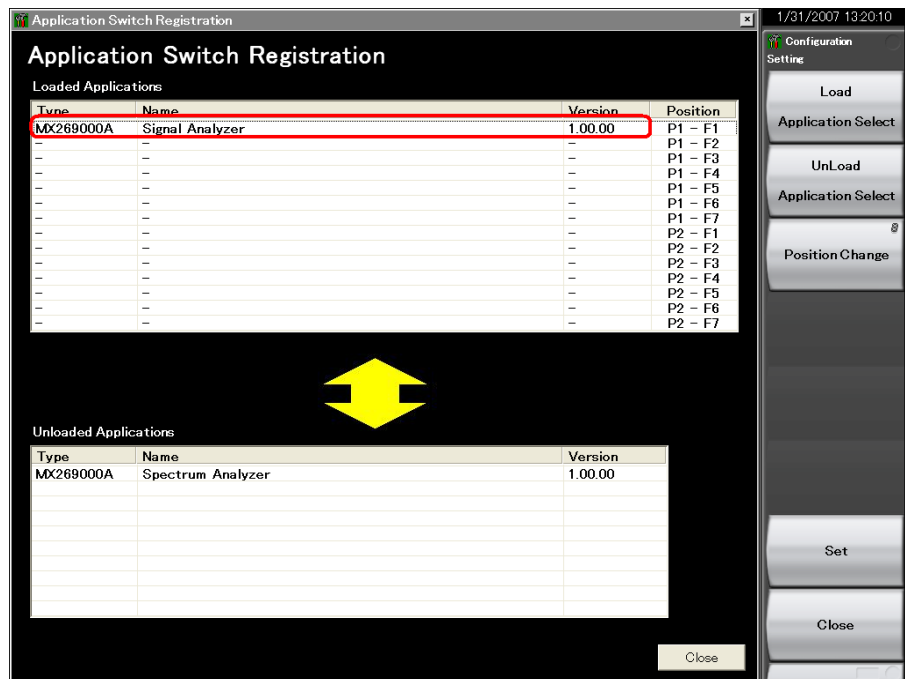 Application Switch Registration
Application Switch Registration
Loaded Applications
Type Name Version Position
MX269000A Signal Analyzer 1.00.00 P1 - F1
- - - P1 - F2
- - - P1 - F3
- - - P1 - F4
- - - P1 - F5
- - - P1 - F6
- - - P1 - F7
- - - P2 - F1
- - - P2 - F2
- - - P2 - F3
- - - P2 - F4
- - - P2 - F5
- - - P2 - F6
- - - P2 - F7
Unloaded Applications
Type Name Version
MX269000A Spectrum Analyzer 1.00.00
Close
1/31/2007 13:20:10
Configuration
Setting
Load
Application Select
UnLoad
Application Select
Position Change
Set
Close